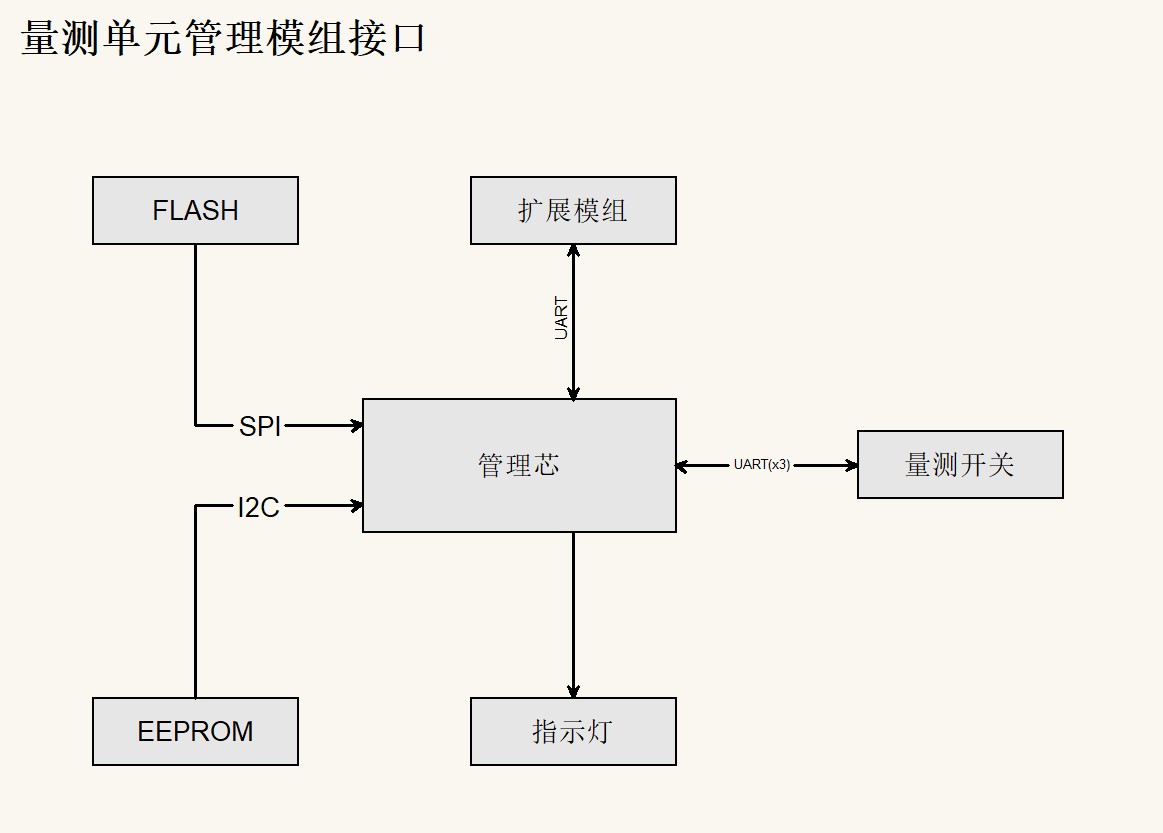 量测单元管理模组接口
FLASH
扩展模组
UART
SPI
管理芯
UART(x3)
量测开关
I2C
EEPROM
指示灯